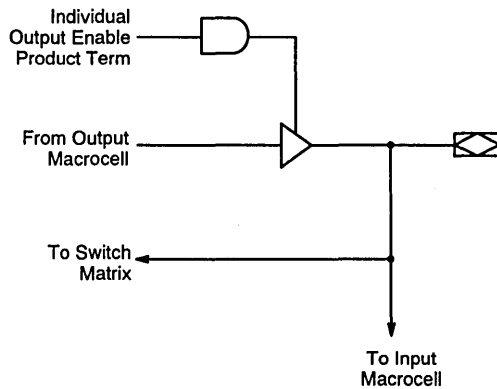 Individual
Output Enable
Product Term
From Output
Macrocell
To Switch
Matrix
To Input
Macrocell